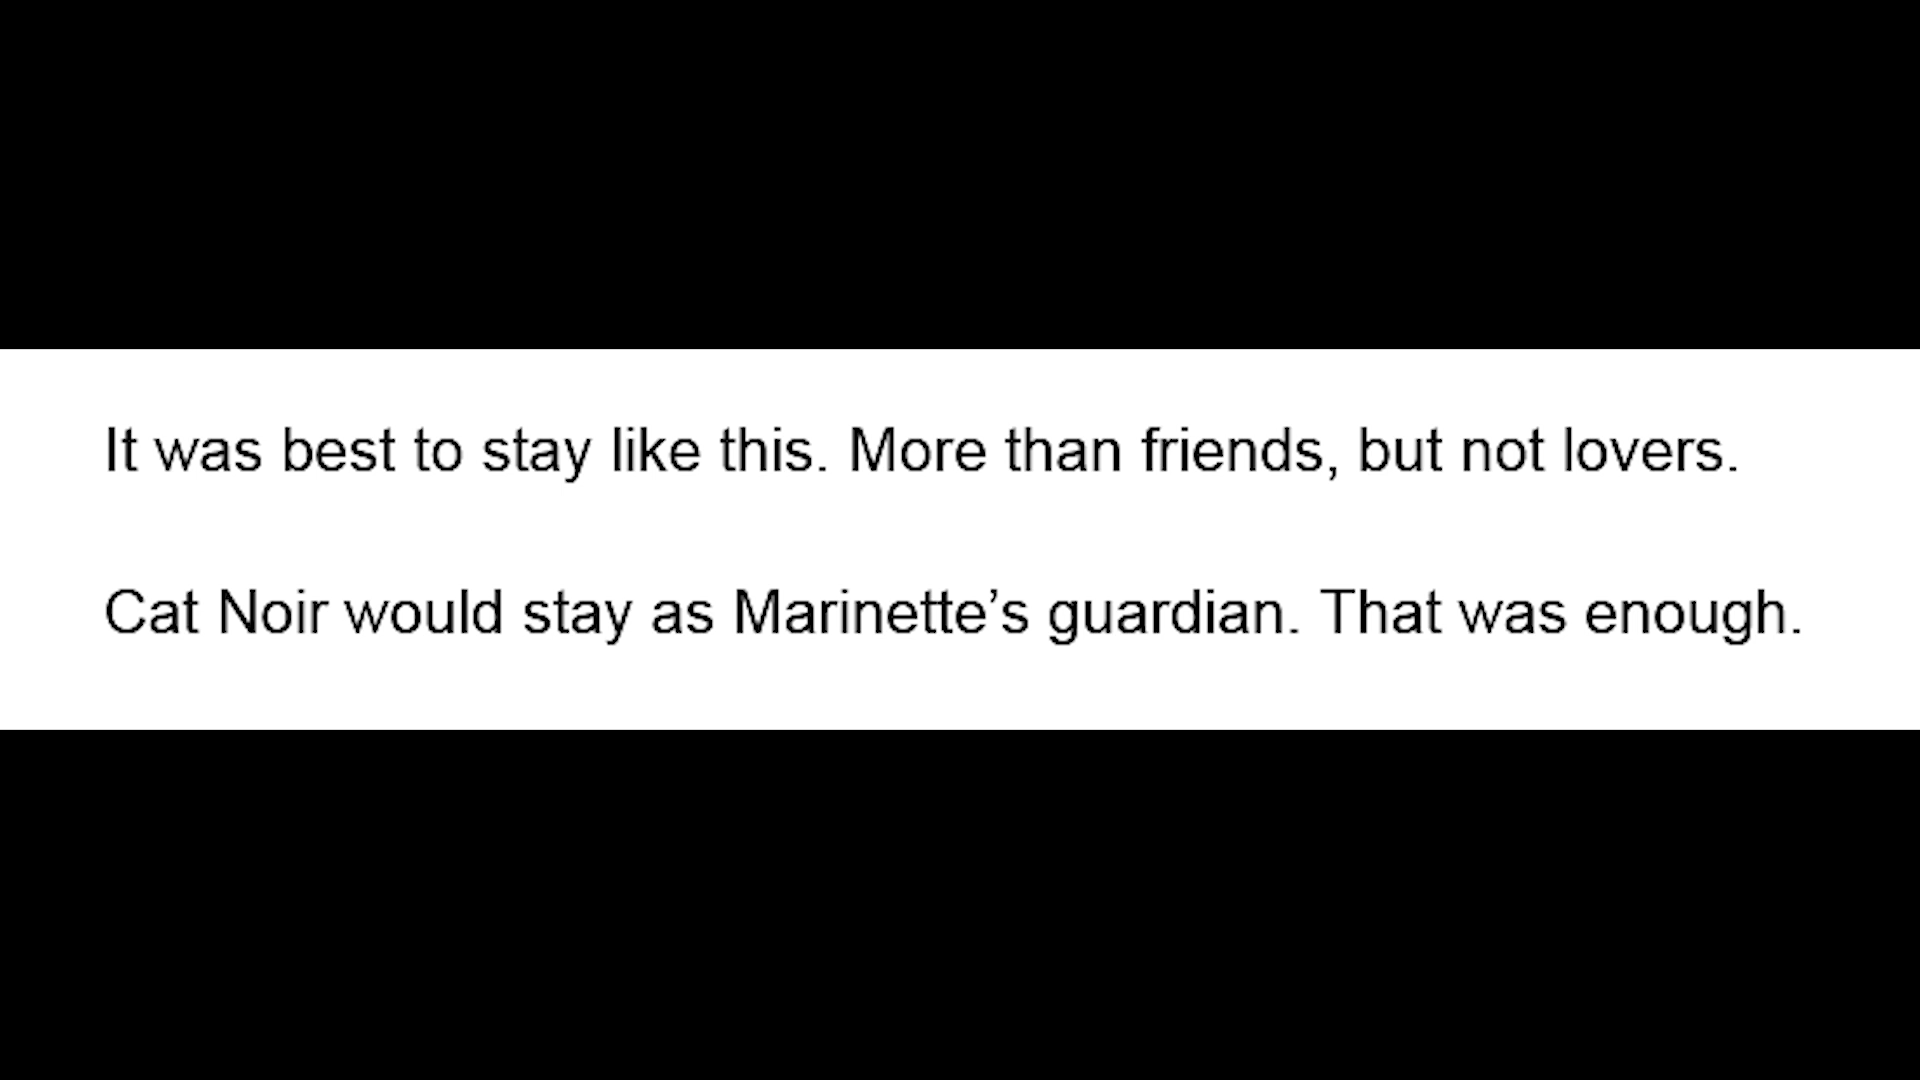 It was best to stay like this. More than friends, but not lovers.
Cat Noir would stay as Marinette’s guardian. That was enough.